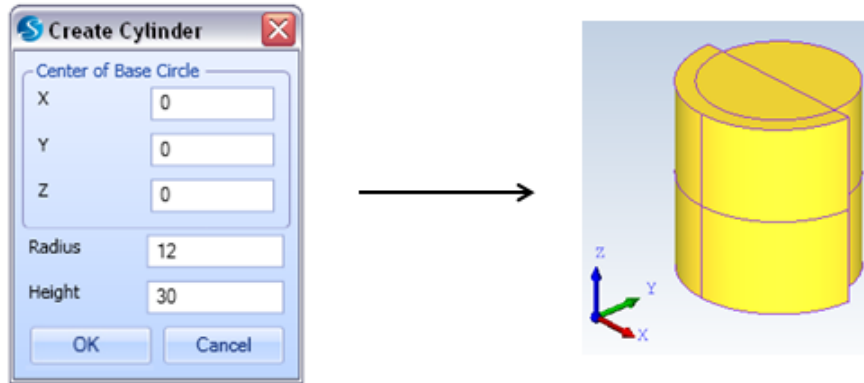 Create Cylinder
Center of Base Circle
X 0
Y 0
Z 0
Radius 12
Height 30
OK Cancel
Z
Y
X